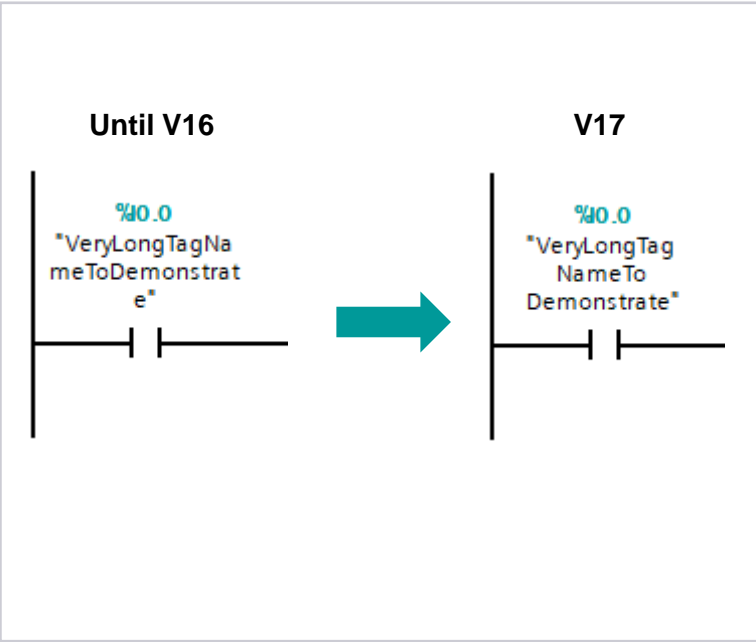 Until V16
%I0.0
"VeryLongTagNa
meToDemonstrat
e"
V17
%I0.0
"VeryLongTag
NameTo
Demonstrate"